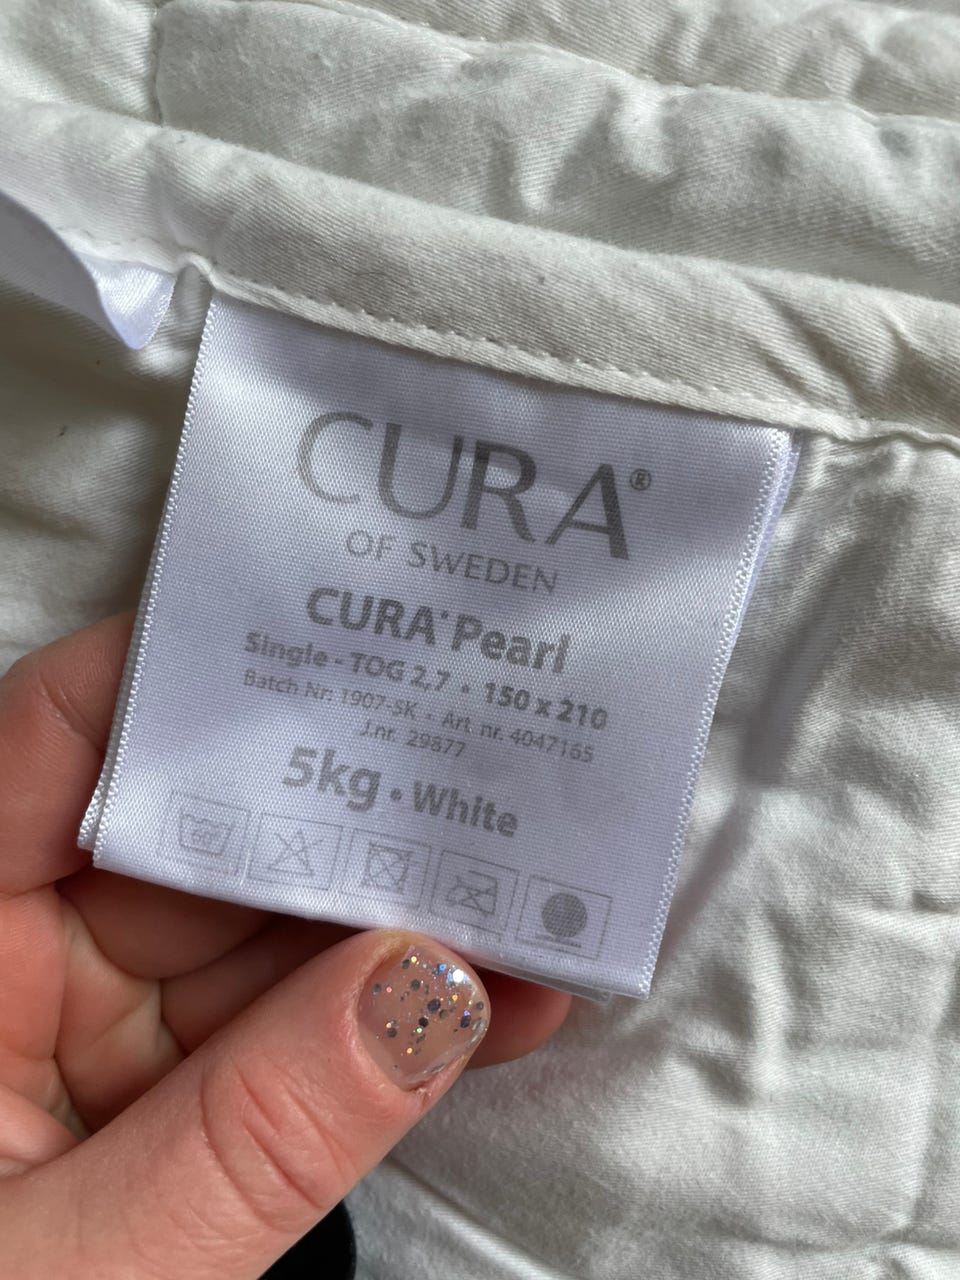 CURA®
OF SWEDEN
CURA® Pearl
Single - TOG 2,7 • 150 x 210
Batch Nr: 1907-SK • Art. nr. 4047165
J.nr. 29877
5kg • White
60°